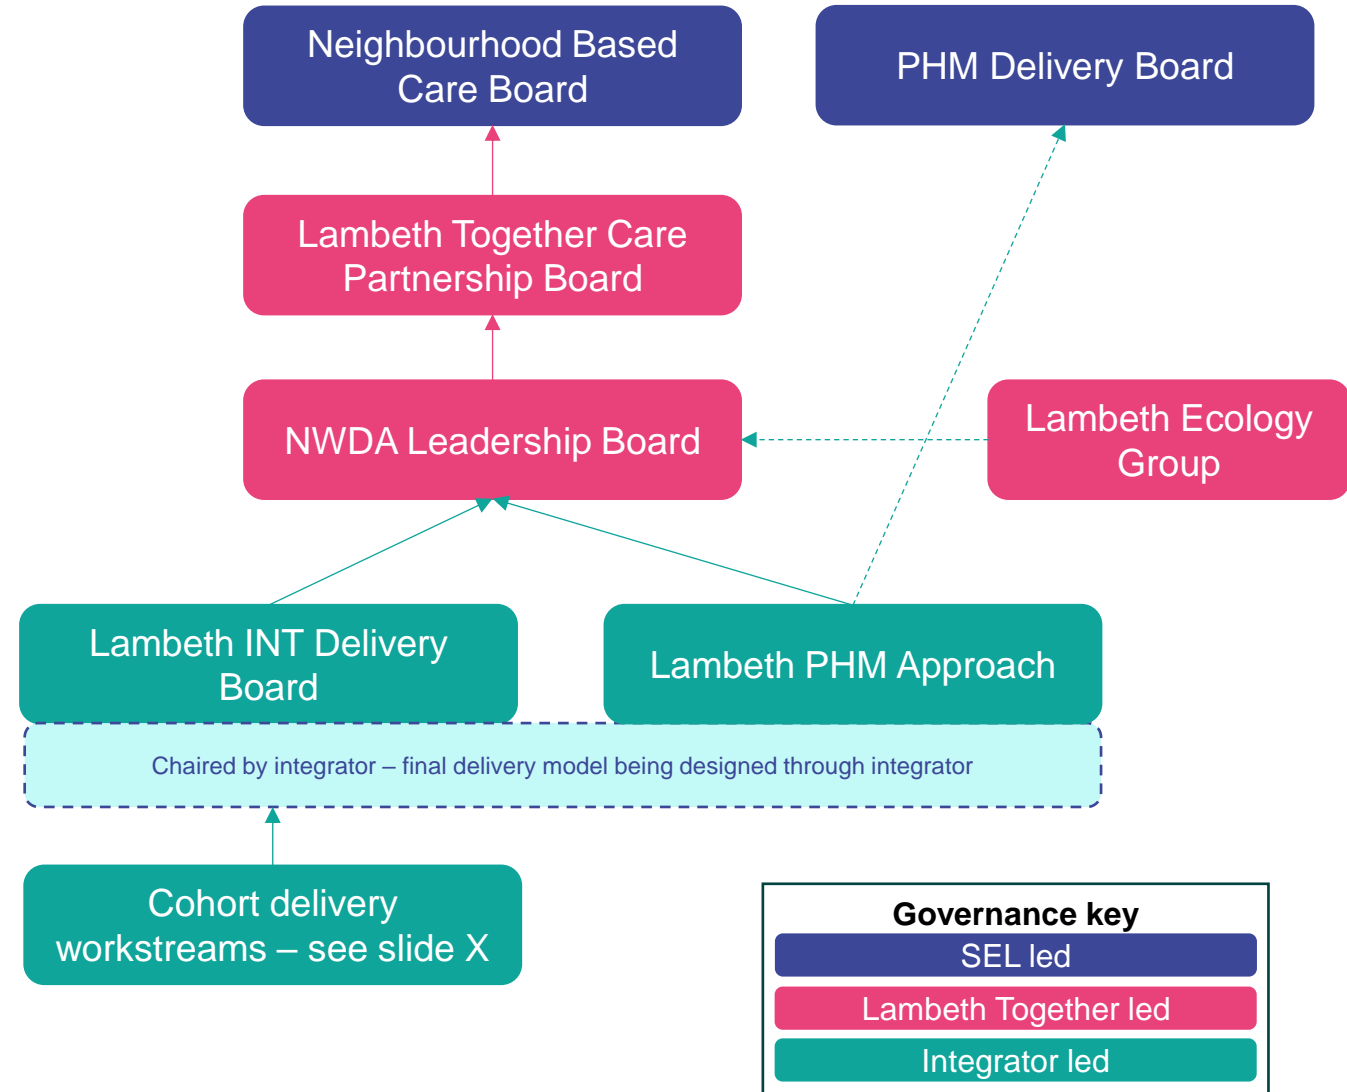 Neighbourhood Based
Care Board
PHM Delivery Board
Lambeth Together Care
Partnership Board
NWDA Leadership Board
Lambeth Ecology
Group
Lambeth INT Delivery
Board
Lambeth PHM Approach
Chaired by integrator – final delivery model being designed through integrator
Cohort delivery
workstreams – see slide X
Governance key
SEL led
Lambeth Together led
Integrator led